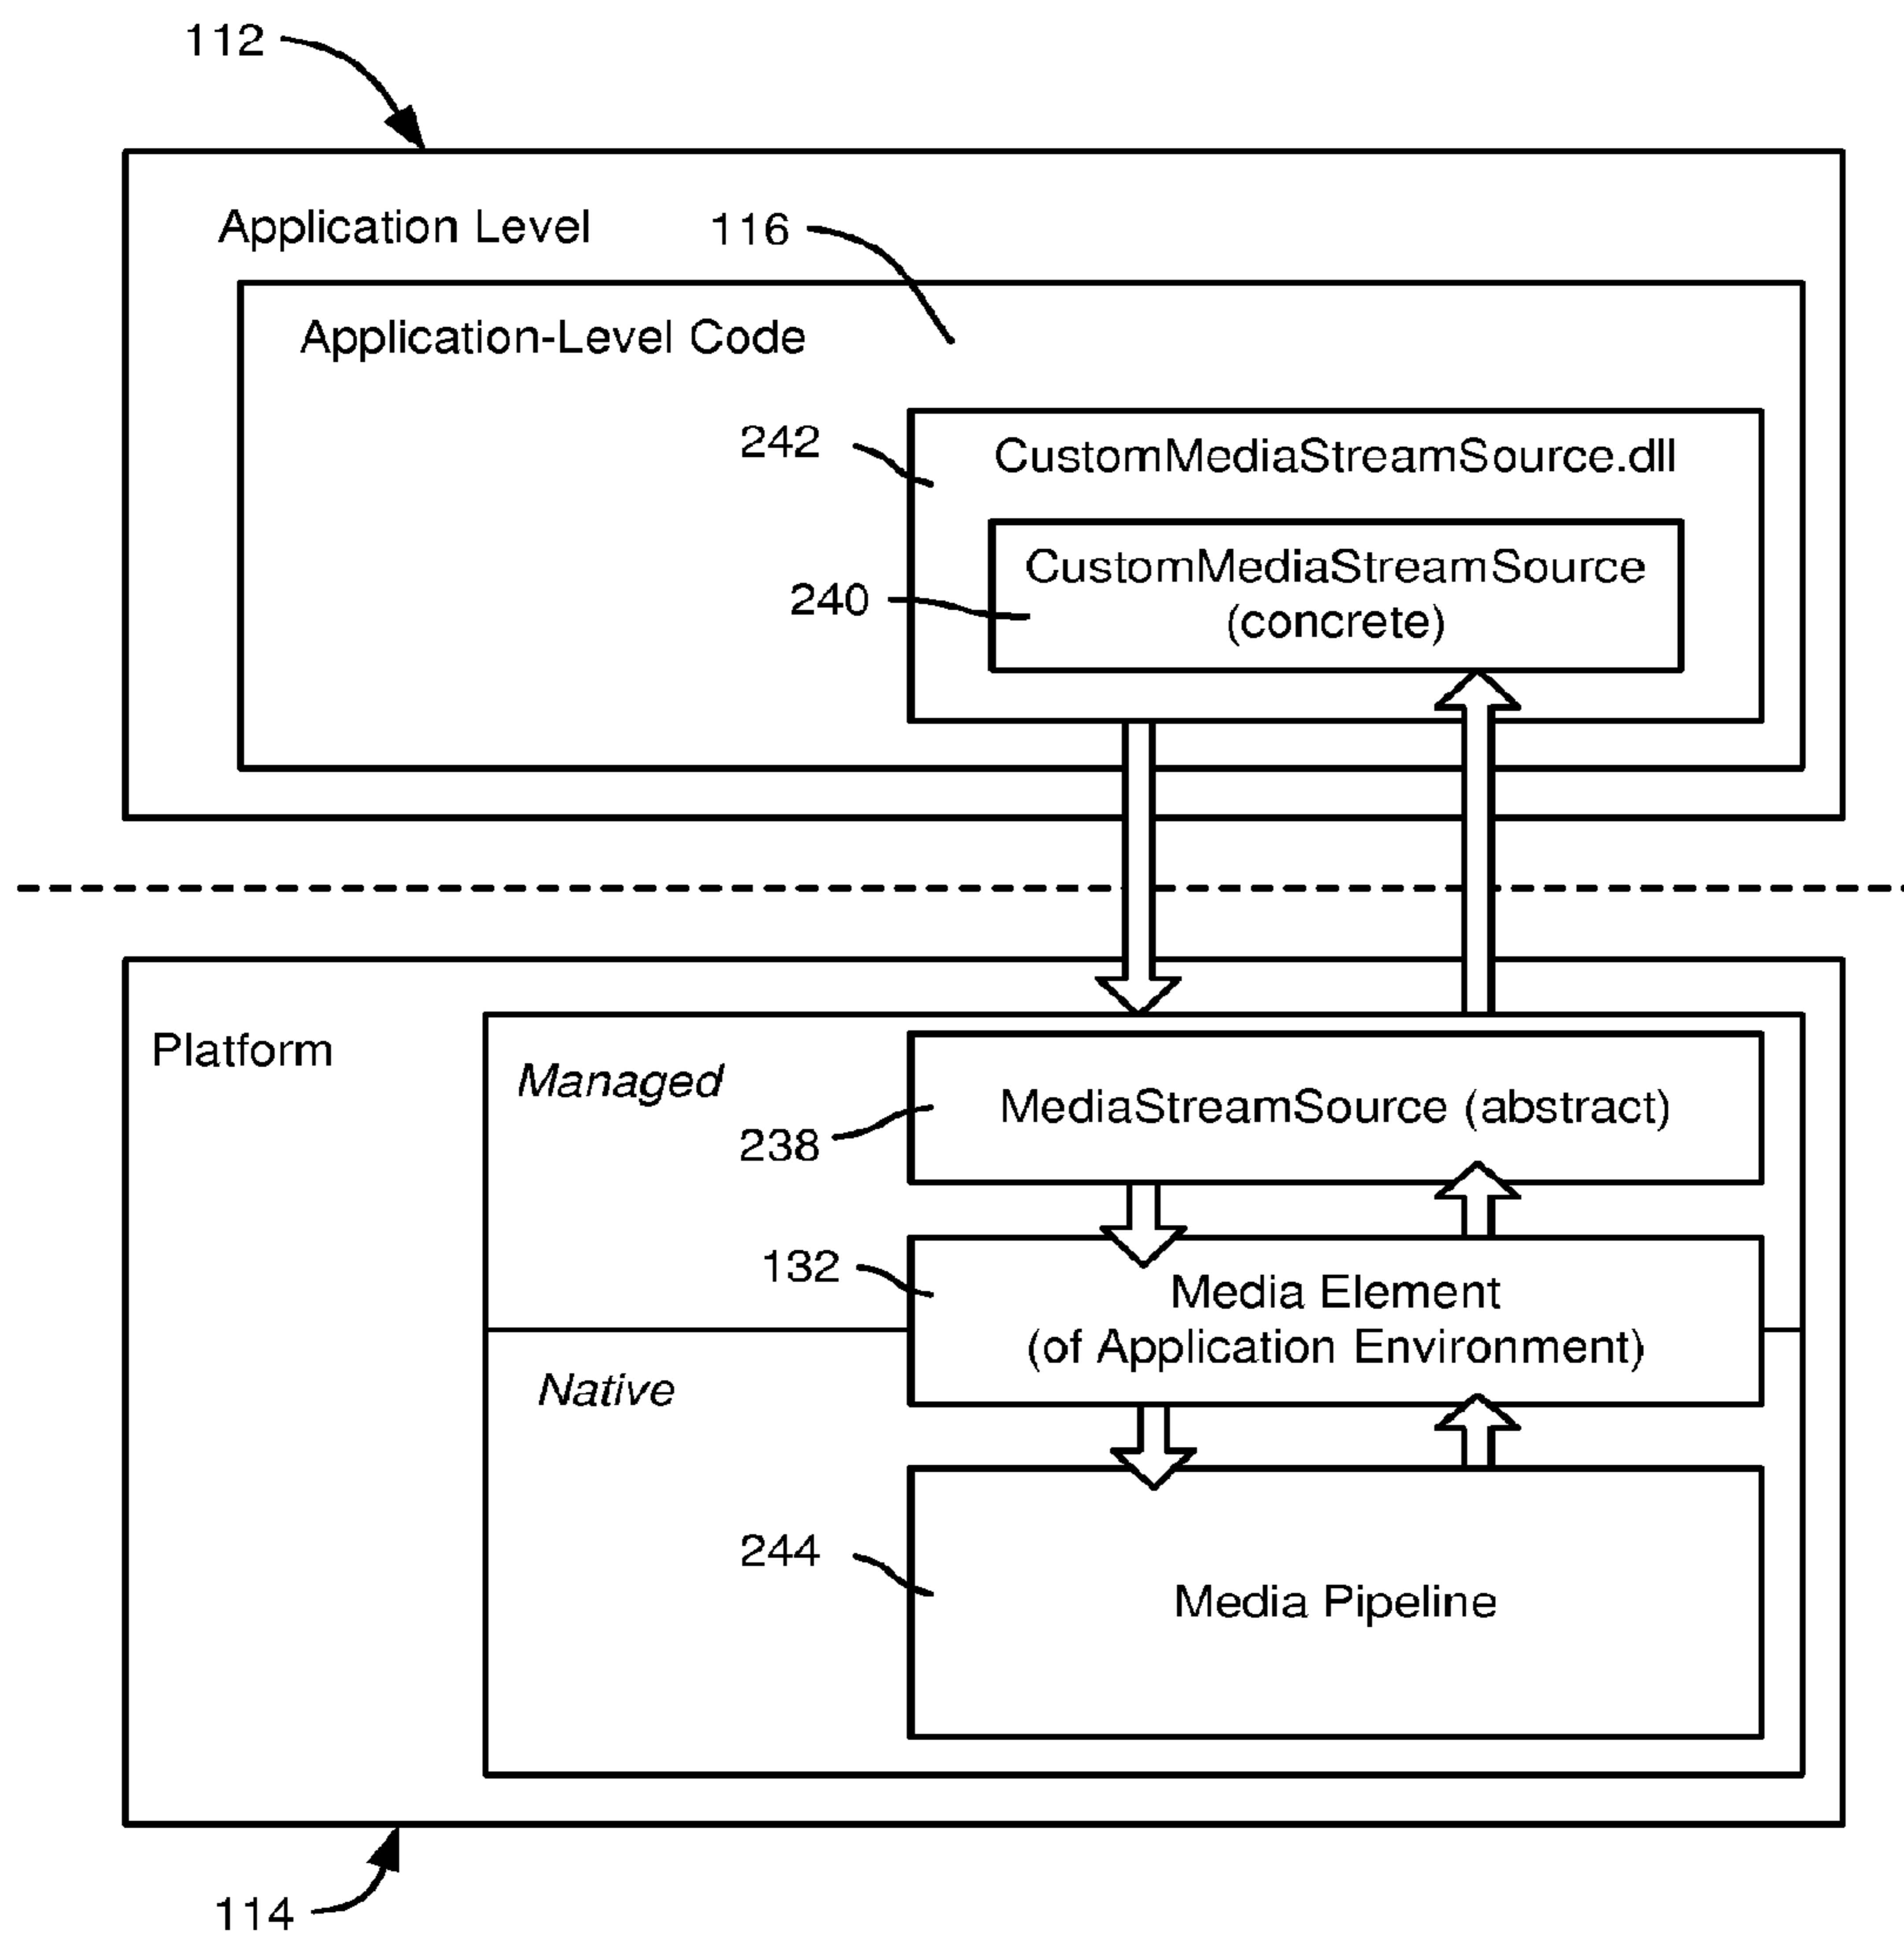 112
Application Level
116
Application-Level Code
242
CustomMediaStreamSource.dll
240
CustomMediaStreamSource
(concrete)
Platform
Managed
MediaStreamSource (abstract)
238
132
Media Element
(of Application Environment)
Native
244
Media Pipeline
114